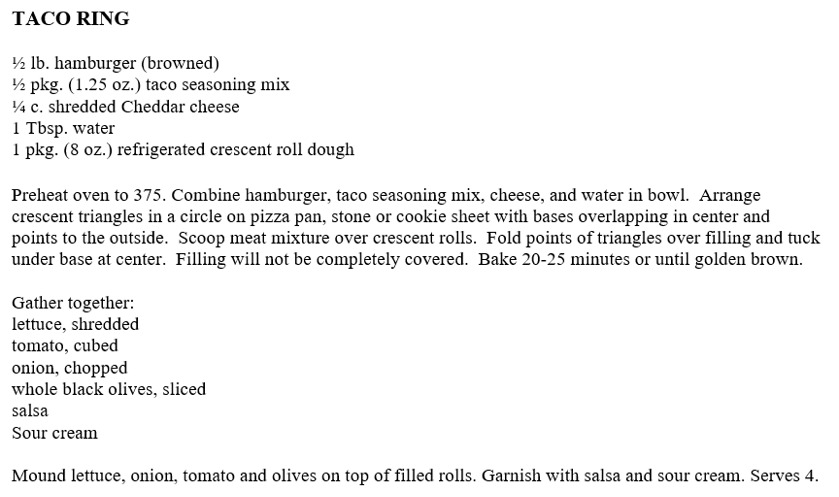 TACO RING
½ lb. hamburger (browned)
½ pkg. (1.25 oz.) taco seasoning mix
¼ c. shredded Cheddar cheese
1 Tbsp. water
1 pkg. (8 oz.) refrigerated crescent roll dough
Preheat oven to 375. Combine hamburger, taco seasoning mix, cheese, and water in bowl.  Arrange
crescent triangles in a circle on pizza pan, stone or cookie sheet with bases overlapping in center and
points to the outside.  Scoop meat mixture over crescent rolls.  Fold points of triangles over filling and tuck
under base at center.  Filling will not be completely covered.  Bake 20-25 minutes or until golden brown.
Gather together:
lettuce, shredded
tomato, cubed
onion, chopped
whole black olives, sliced
salsa
Sour cream
Mound lettuce, onion, tomato and olives on top of filled rolls. Garnish with salsa and sour cream. Serves 4.